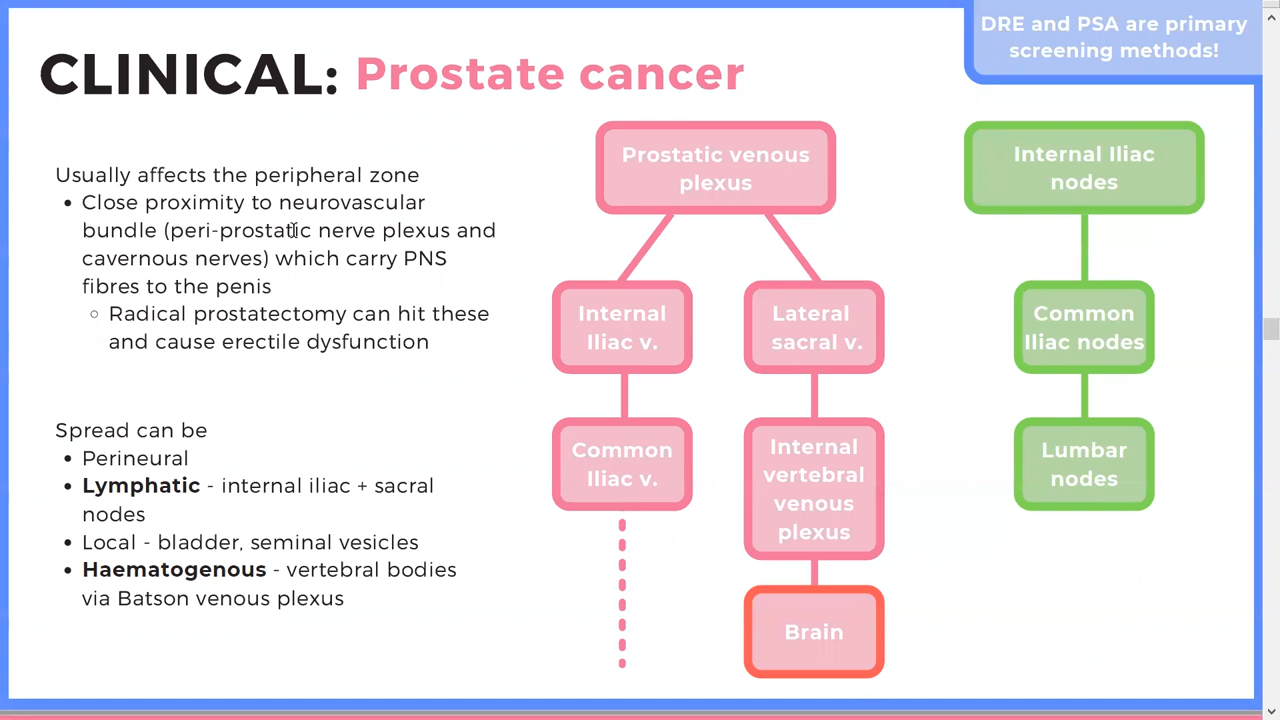 DRE and PSA are primary
screening methods!
CLINICAL: Prostate cancer
Usually affects the peripheral zone
• Close proximity to neurovascular
bundle (peri-prostatic nerve plexus and
cavernous nerves) which carry PNS
fibres to the penis
◦ Radical prostatectomy can hit these
and cause erectile dysfunction
Spread can be
• Perineural
• Lymphatic - internal iliac + sacral
nodes
• Local - bladder, seminal vesicles
• Haematogenous - vertebral bodies
via Batson venous plexus
Prostatic venous
plexus
Internal
Iliac v.
Common
Iliac v.
Lateral
sacral v.
Internal
vertebral
venous
plexus
Brain
Internal Iliac
nodes
Common
Iliac nodes
Lumbar
nodes